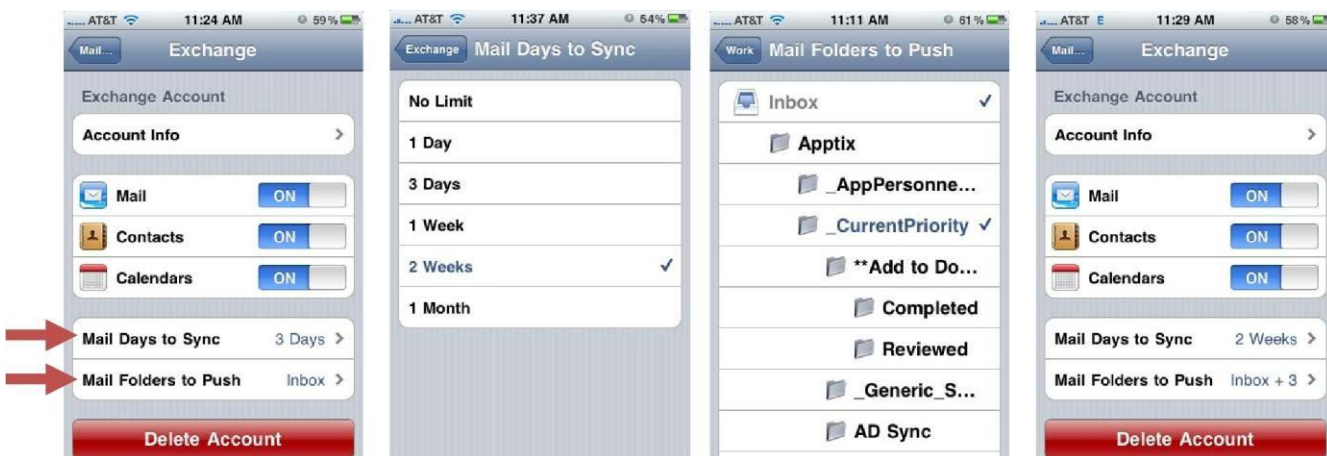 AT&T 11:24 AM 59%
Mail... Exchange
Exchange Account
Account Info
Mail ON
Contacts ON
Calendars ON
Mail Days to Sync 3 Days
Mail Folders to Push Inbox
Delete Account
AT&T 11:37 AM 54%
Exchange Mail Days to Sync
No Limit
1 Day
3 Days
1 Week
2 Weeks
1 Month
AT&T 11:11 AM 61%
Work Mail Folders to Push
Inbox
Apptix
_AppPersonne...
_CurrentPriority
**Add to Do...
Completed
Reviewed
_Generic_S...
AD Sync
AT&T E 11:29 AM 58%
Mail... Exchange
Exchange Account
Account Info
Mail ON
Contacts ON
Calendars ON
Mail Days to Sync 2 Weeks
Mail Folders to Push Inbox + 3
Delete Account